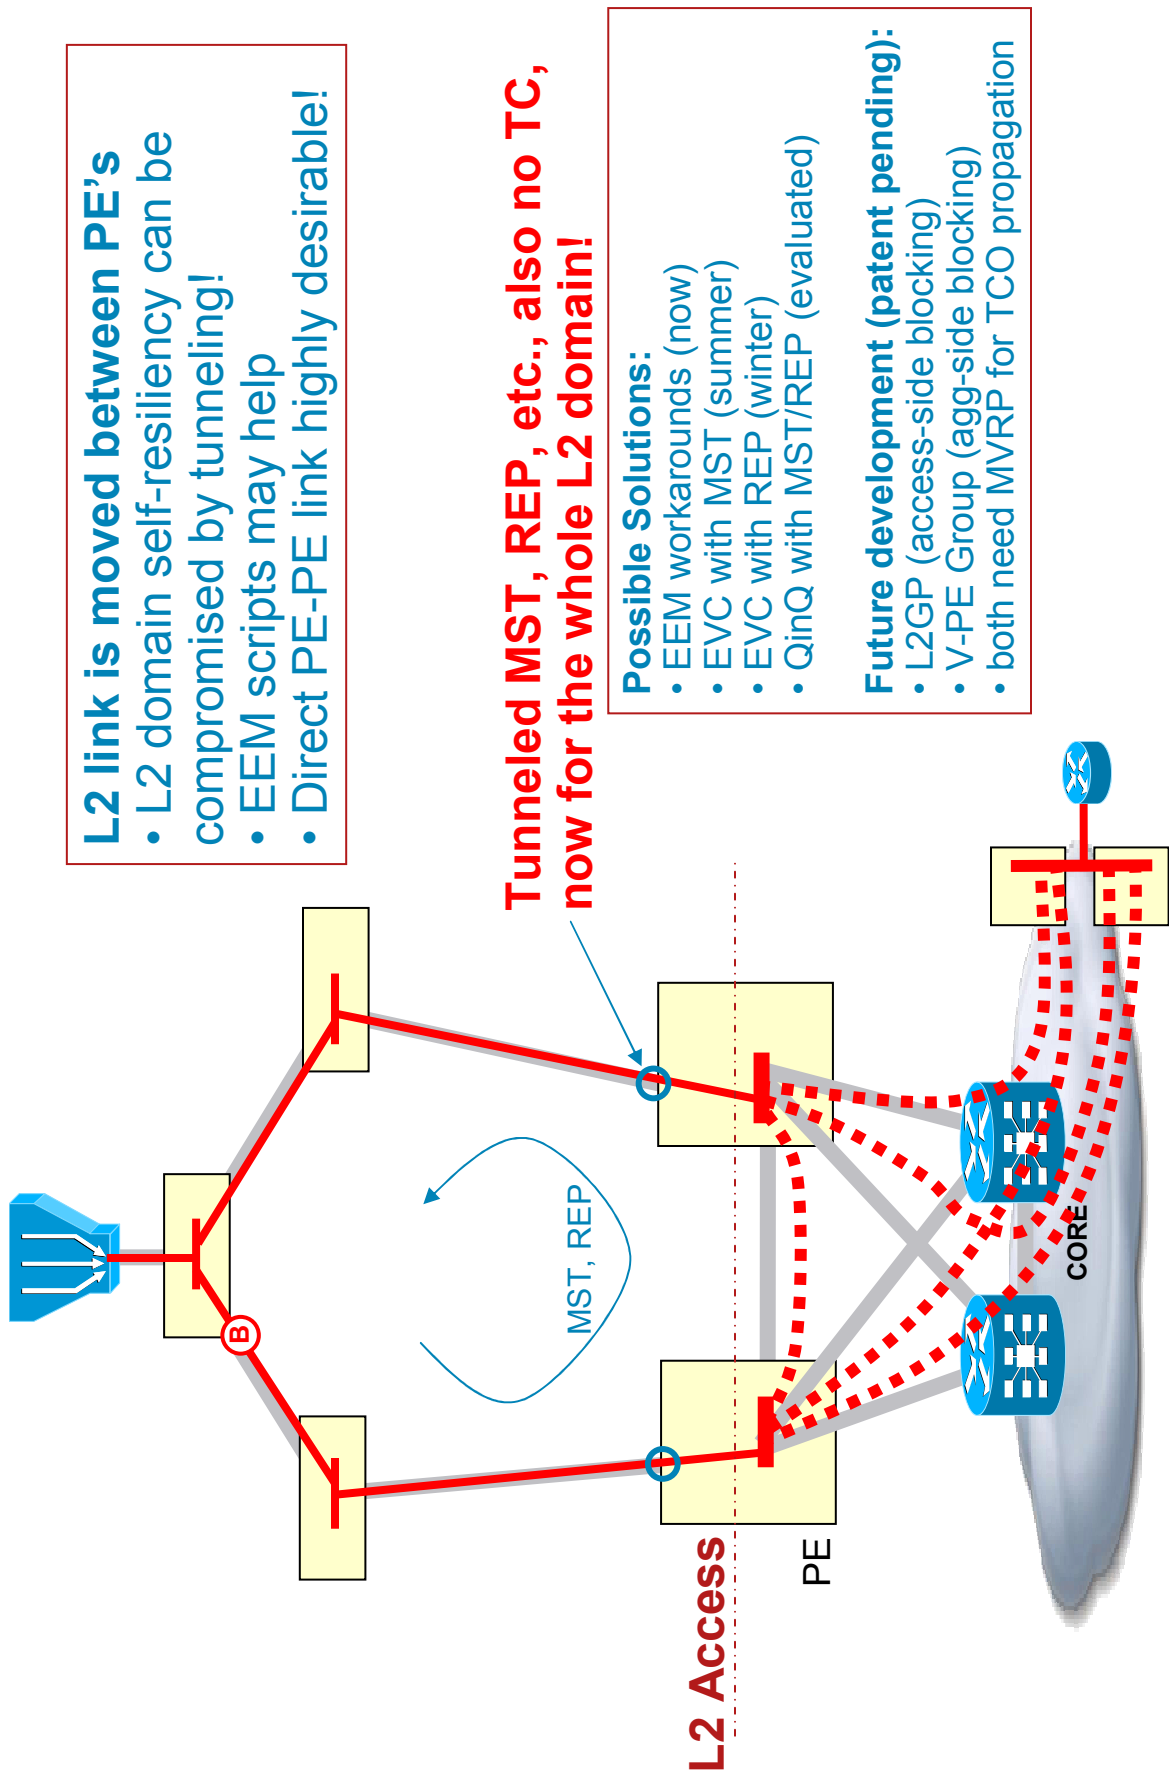 L2 link is moved between PE's
• L2 domain self-resiliency can be
compromised by tunneling!
• EEM scripts may help
• Direct PE-PE link highly desirable!
Tunneled MST, REP, etc., also no TC,
now for the whole L2 domain!
B
MST, REP
L2 Access
PE
CORE
Possible Solutions:
• EEM workarounds (now)
• EVC with MST (summer)
• EVC with REP (winter)
• QinQ with MST/REP (evaluated)
Future development (patent pending):
• L2GP (access-side blocking)
• V-PE Group (agg-side blocking)
• both need MVRP for TCO propagation